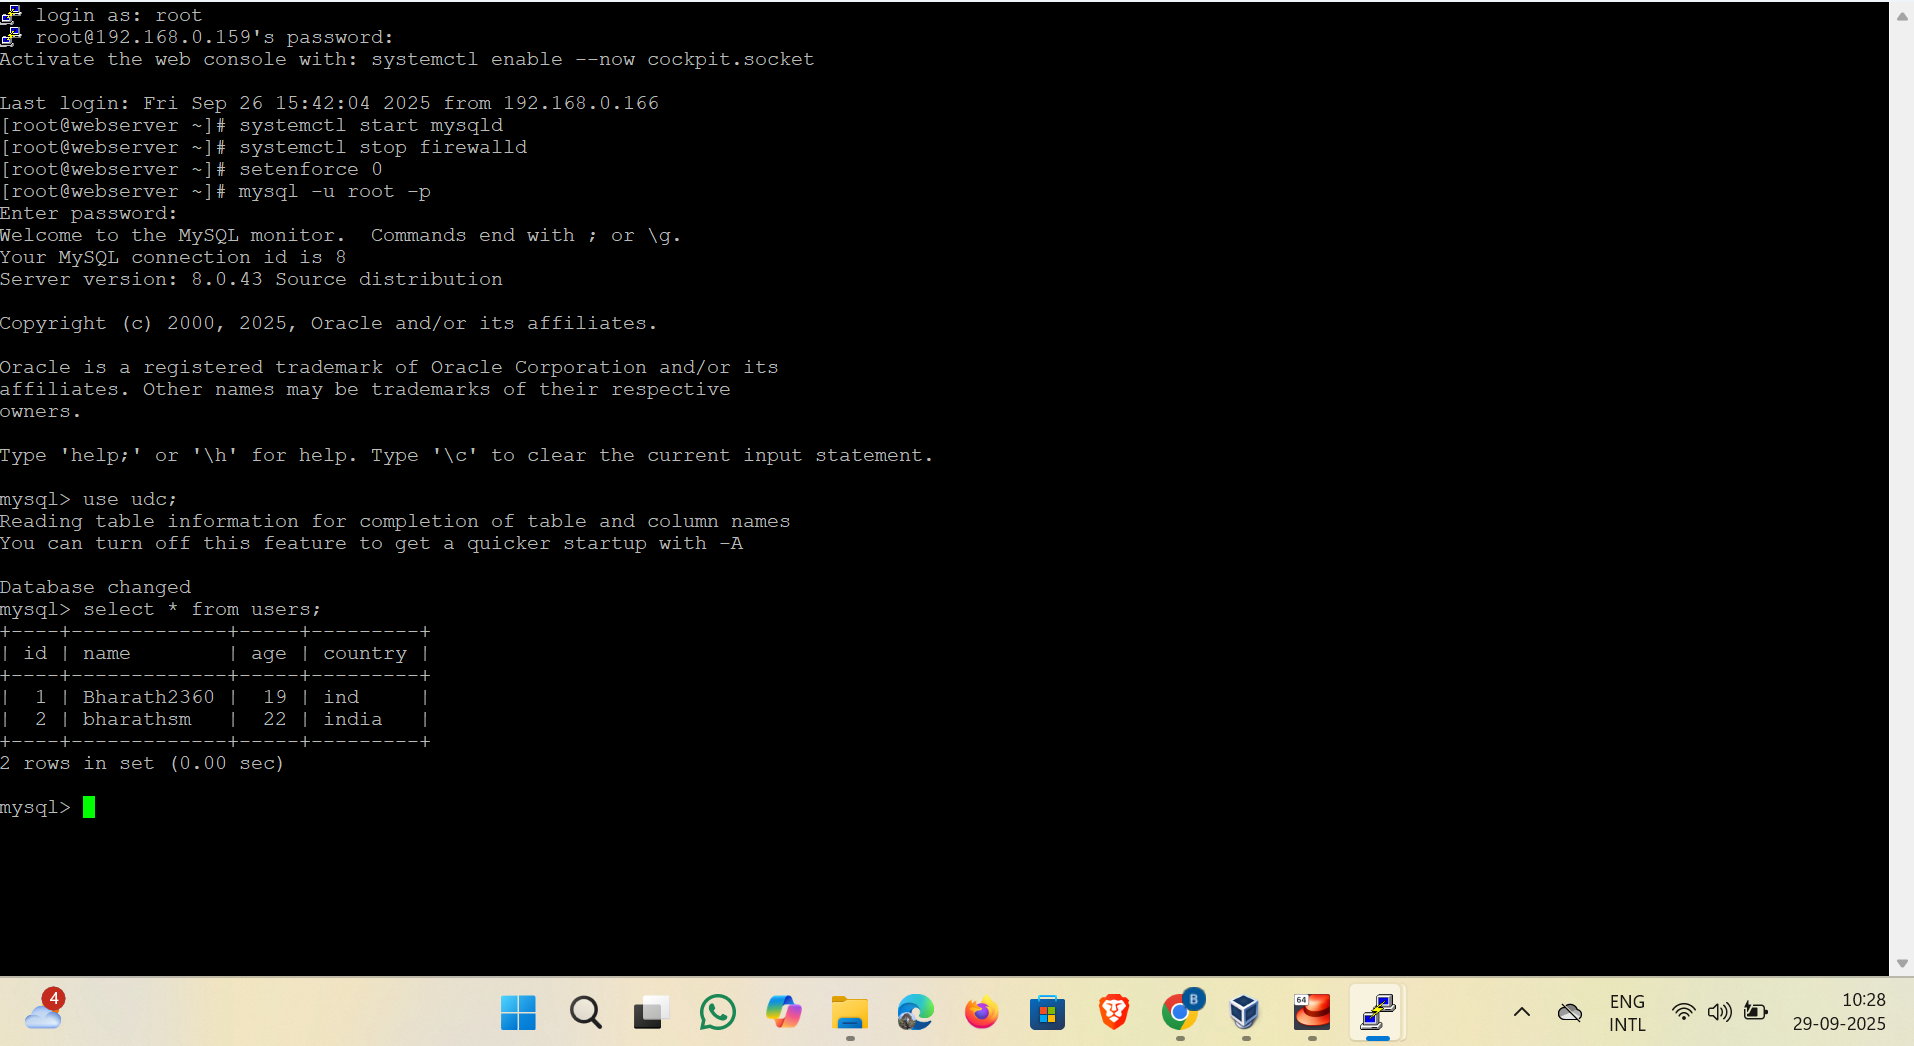 login as: root
root@192.168.0.159's password:
Activate the web console with: systemctl enable --now cockpit.socket
Last login: Fri Sep 26 15:42:04 2025 from 192.168.0.166
[root@webserver ~]# systemctl start mysqld
[root@webserver ~]# systemctl stop firewalld
[root@webserver ~]# setenforce 0
[root@webserver ~]# mysql -u root -p
Enter password:
Welcome to the MySQL monitor.  Commands end with ; or \g.
Your MySQL connection id is 8
Server version: 8.0.43 Source distribution
Copyright (c) 2000, 2025, Oracle and/or its affiliates.
Oracle is a registered trademark of Oracle Corporation and/or its
affiliates. Other names may be trademarks of their respective
owners.
Type 'help;' or '\h' for help. Type '\c' to clear the current input statement.
mysql> use udc;
Reading table information for completion of table and column names
You can turn off this feature to get a quicker startup with -A
Database changed
mysql> select * from users;
+----+-------------+-----+---------+
| id | name        | age | country |
+----+-------------+-----+---------+
|  1 | Bharath2360 |  19 | ind     |
|  2 | bharathsm   |  22 | india   |
+----+-------------+-----+---------+
2 rows in set (0.00 sec)
mysql>
4
B
64
ENG
INTL
10:28
29-09-2025